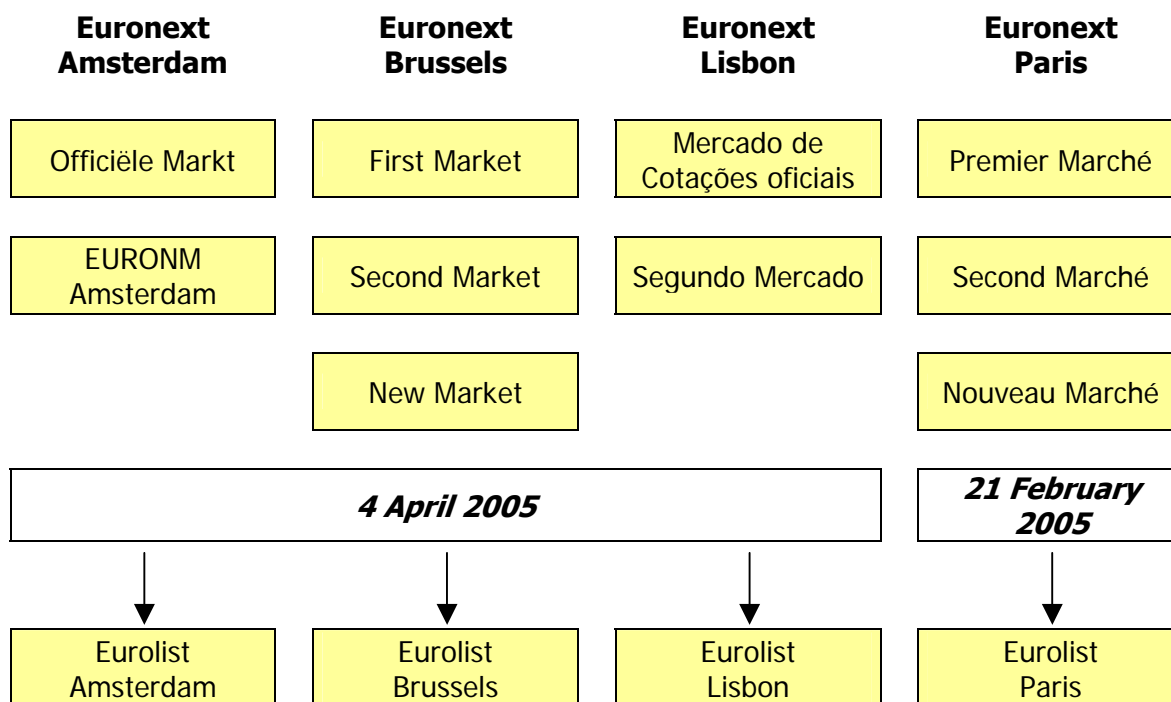 Euronext
Amsterdam
Euronext
Brussels
Euronext
Lisbon
Euronext
Paris
Officiële Markt
First Market
Mercado de
Cotações oficiais
Premier Marché
EURONM
Amsterdam
Second Market
Segundo Mercado
Second Marché
New Market
Nouveau Marché
4 April 2005
21 February
2005
Eurolist
Amsterdam
Eurolist
Brussels
Eurolist
Lisbon
Eurolist
Paris